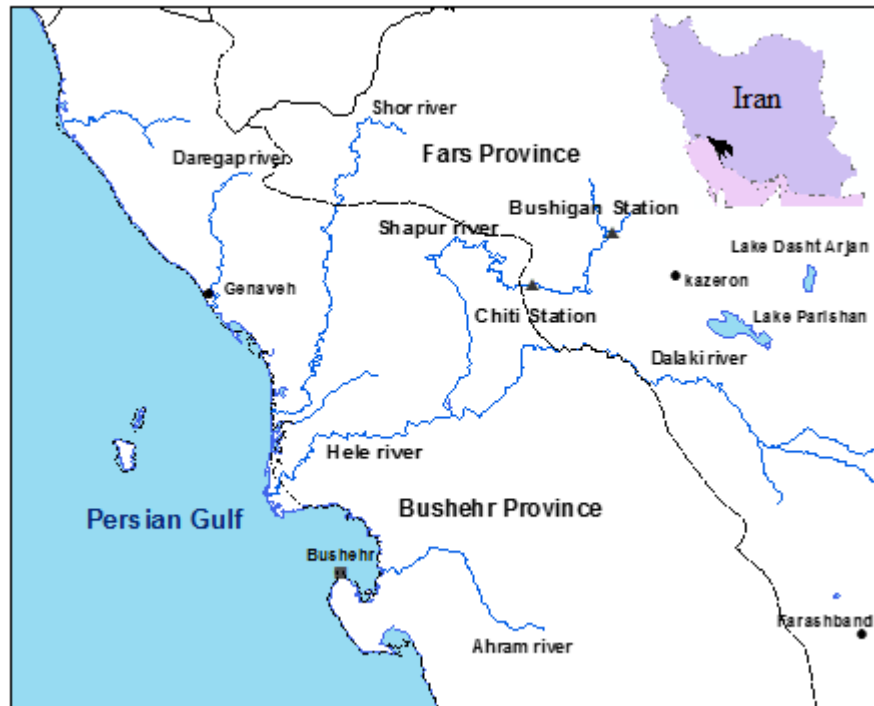 Iran
Shor river
Daregap river
Fars Province
Bushigan Station
Shapur river
Lake Dasht Arjan
kazeron
Genaveh
Chiti Station
Lake Parishan
Dalaki river
Hele river
Bushehr Province
Persian Gulf
Bushehr
Farashband
Ahram river